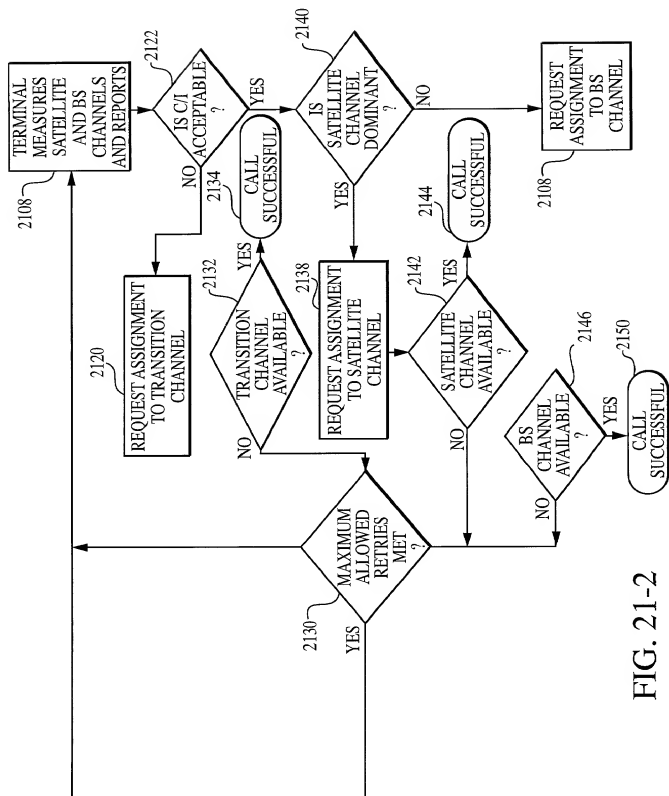 2108
TERMINAL
MEASURES
SATELLITE
AND BS
CHANNELS
AND REPORTS
2122
IS C/I
ACCEPTABLE
?
NO
YES
2140
IS
SATELLITE
CHANNEL
DOMINANT
?
YES
NO
REQUEST
ASSIGNMENT
TO BS
CHANNEL
2108
2120
REQUEST ASSIGNMENT
TO TRANSITION
CHANNEL
2132
TRANSITION
CHANNEL
AVAILABLE
?
NO
YES
2134
CALL
SUCCESSFUL
2138
REQUEST ASSIGNMENT
TO SATELLITE
CHANNEL
2142
SATELLITE
CHANNEL
AVAILABLE
?
NO
YES
2144
CALL
SUCCESSFUL
2146
BS
CHANNEL
AVAILABLE
?
NO
YES
2150
CALL
SUCCESSFUL
MAXIMUM
ALLOWED
RETRIES
MET
?
2130
YES
FIG. 21-2